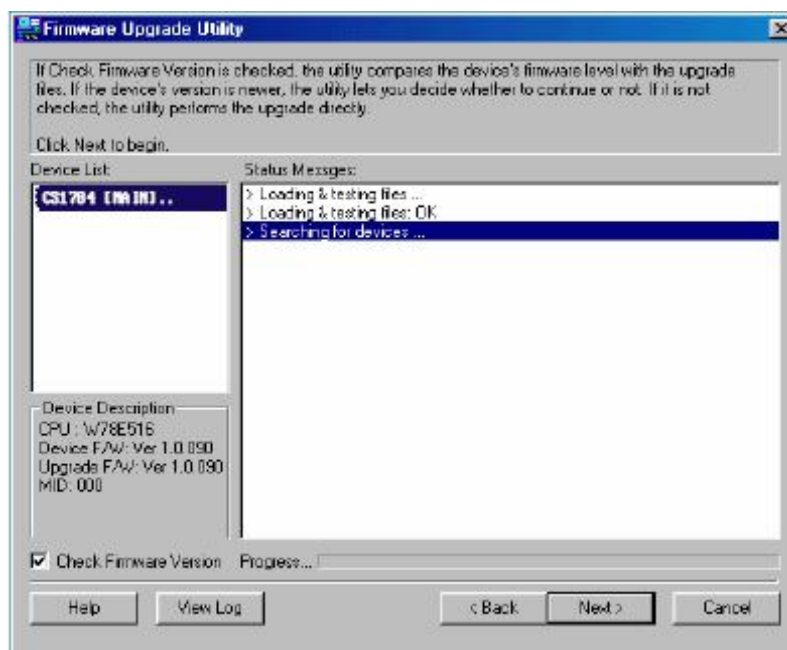 Firmware Upgrade Utility
If Check Firmware Version is checked, the utility compares the device's firmware level with the upgrade
files. If the device's version is newer, the utility lets you decide whether to continue or not. If it is not
checked, the utility performs the upgrade directly.
Click Next to begin.
Device List:
Status Messges:
CS1784 [MAIN]..
> Loading & testing files ...
> Loading & testing files: OK
> Searching for devices ...
Device Description
CPU : W78E516
Device F/W: Ver 1.0.090
Upgrade F/W: Ver 1.0.090
MID: 000
Check Firmware Version
Progress...
Help
View Log
< Back
Next >
Cancel